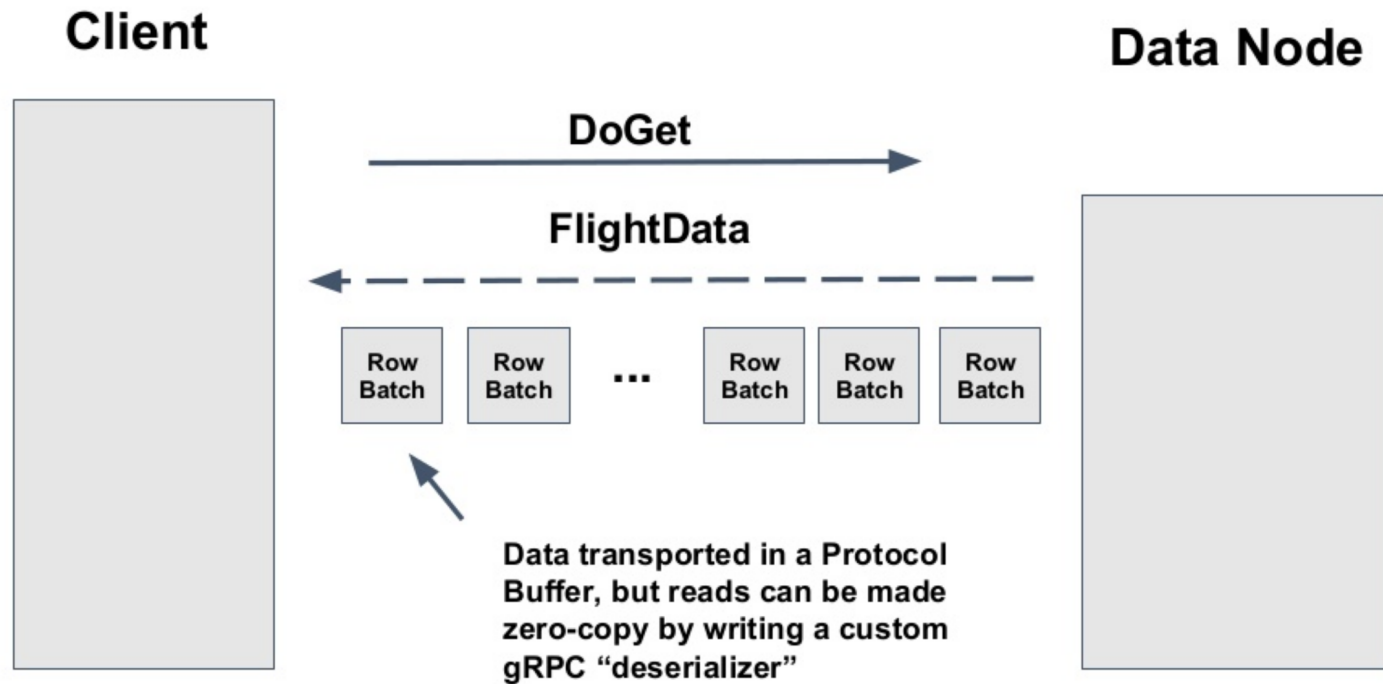 Client
Data Node
DoGet
FlightData
Row
Batch
Row
Batch
...
Row
Batch
Row
Batch
Row
Batch
Data transported in a Protocol
Buffer, but reads can be made
zero-copy by writing a custom
gRPC “deserializer”